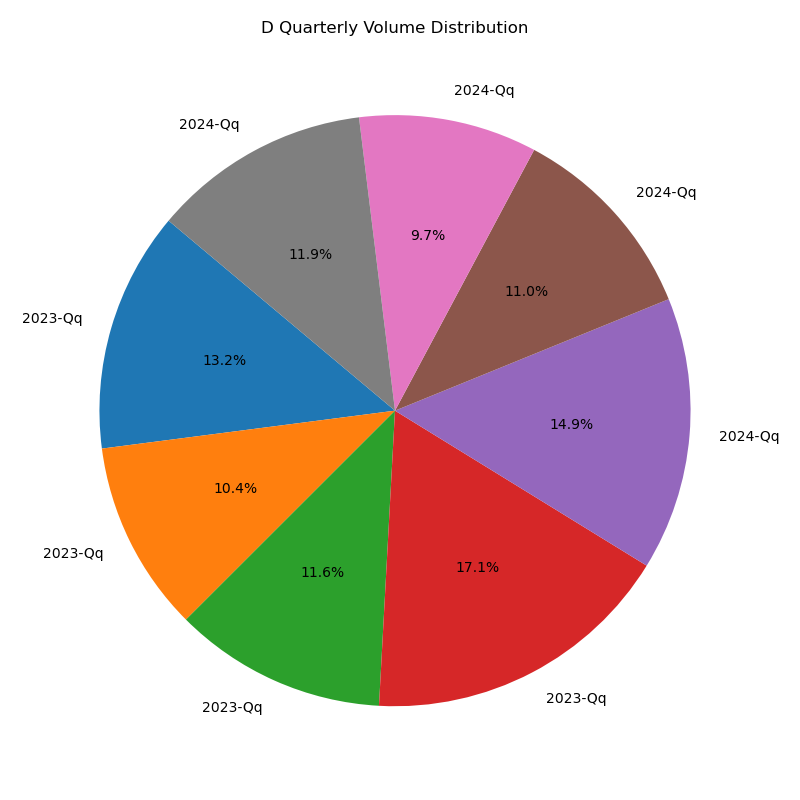 D Quarterly Volume Distribution
2024-Qq
2024-Qq
2024-Qq
9.7%
11.9%
11.0%
2023-Qq
13.2%
14.9%
2024-Qq
10.4%
2023-Qq
11.6%
17.1%
2023-Qq
2023-Qq